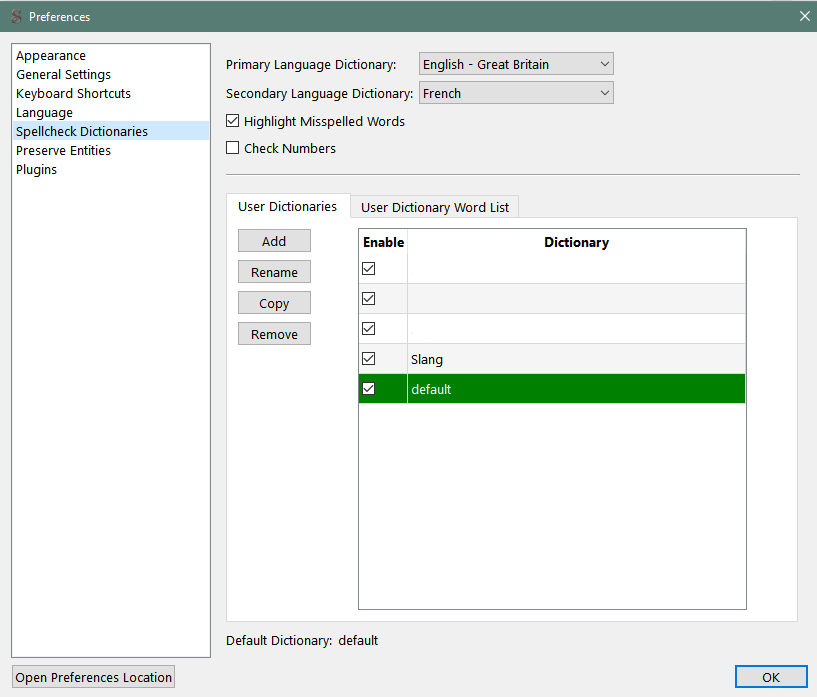 Preferences
Appearance
General Settings
Keyboard Shortcuts
Language
Spellcheck Dictionaries
Preserve Entities
Plugins
Primary Language Dictionary: English - Great Britain
Secondary Language Dictionary: French
Highlight Misspelled Words
Check Numbers
User Dictionaries User Dictionary Word List
Add
Rename
Copy
Remove
Enable Dictionary
Slang
default
Default Dictionary: default
Open Preferences Location
OK